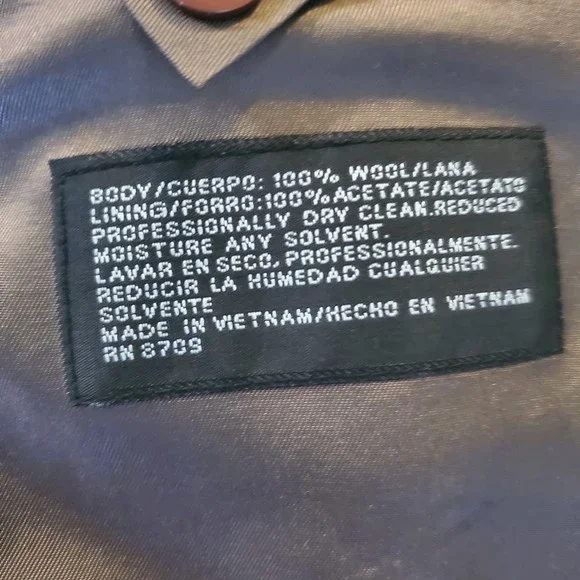 BODY/CUERPO: 100% WOOL/LANA
LINING/FORRO:100%ACETATE/ACETATO
PROFESSIONALLY DRY CLEAN.REDUCED
MOISTURE ANY SOLVENT.
LAVAR EN SECO. PROFESSIONALMENTE.
REDUCIR LA HUMEDAD CUALQUIER
SOLVENTE
MADE IN VIETNAM/HECHO EN VIETNAM
RN 8709